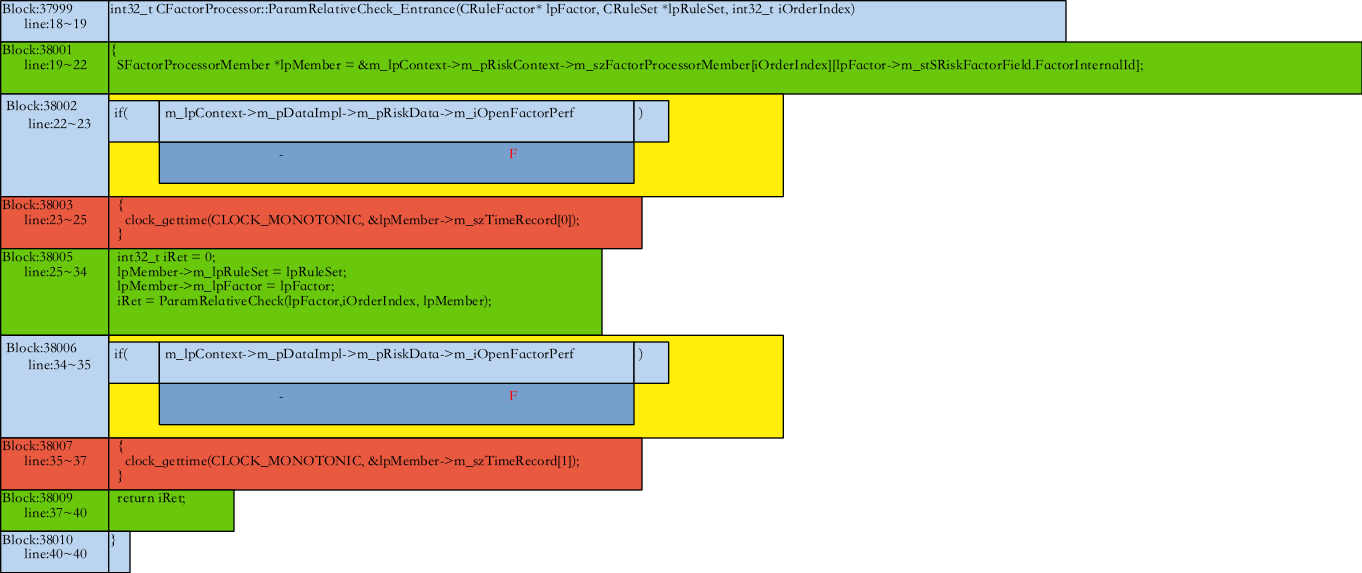 Block:37999
line:18~19
int32_t CFactorProcessor::ParamRelativeCheck_Entrance(CRuleFactor* lpFactor, CRuleSet *lpRuleSet, int32_t iOrderIndex)
Block:38001
line:19~22
{
SFactorProcessorMember *lpMember = &m_lpContext->m_pRiskContext->m_szFactorProcessorMember[iOrderIndex][lpFactor->m_stSRiskFactorField.FactorInternalId];
Block:38002
line:22~23
if( m_lpContext->m_pDataImpl->m_pRiskData->m_iOpenFactorPerf )
- F
Block:38003
line:23~25
{
clock_gettime(CLOCK_MONOTONIC, &lpMember->m_szTimeRecord[0]);
}
Block:38005
line:25~34
int32_t iRet = 0;
lpMember->m_lpRuleSet = lpRuleSet;
lpMember->m_lpFactor = lpFactor;
iRet = ParamRelativeCheck(lpFactor,iOrderIndex, lpMember);
Block:38006
line:34~35
if( m_lpContext->m_pDataImpl->m_pRiskData->m_iOpenFactorPerf )
- F
Block:38007
line:35~37
{
clock_gettime(CLOCK_MONOTONIC, &lpMember->m_szTimeRecord[1]);
}
Block:38009
line:37~40
return iRet;
Block:38010
line:40~40
}